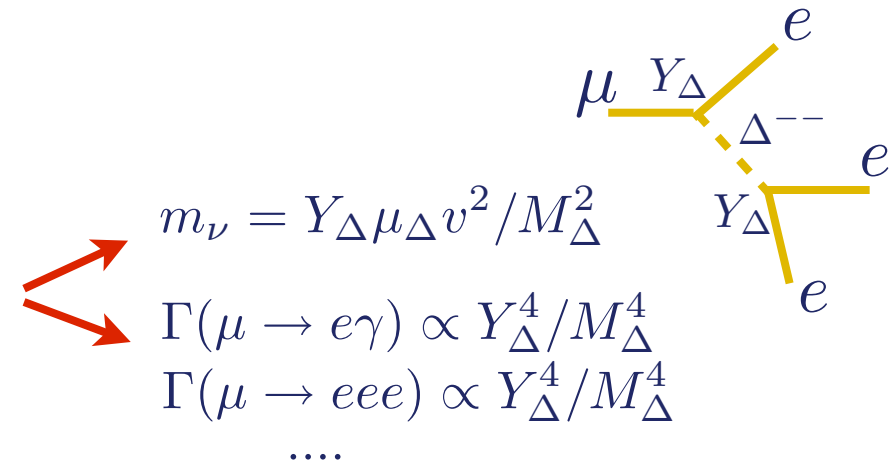 e
μ Y_Δ
Δ^{--}
e
Y_Δ
e
m_ν = Y_Δ μ_Δ v^2/M_Δ^2
Γ(μ → eγ) ∝ Y_Δ^4/M_Δ^4
Γ(μ → eee) ∝ Y_Δ^4/M_Δ^4
....